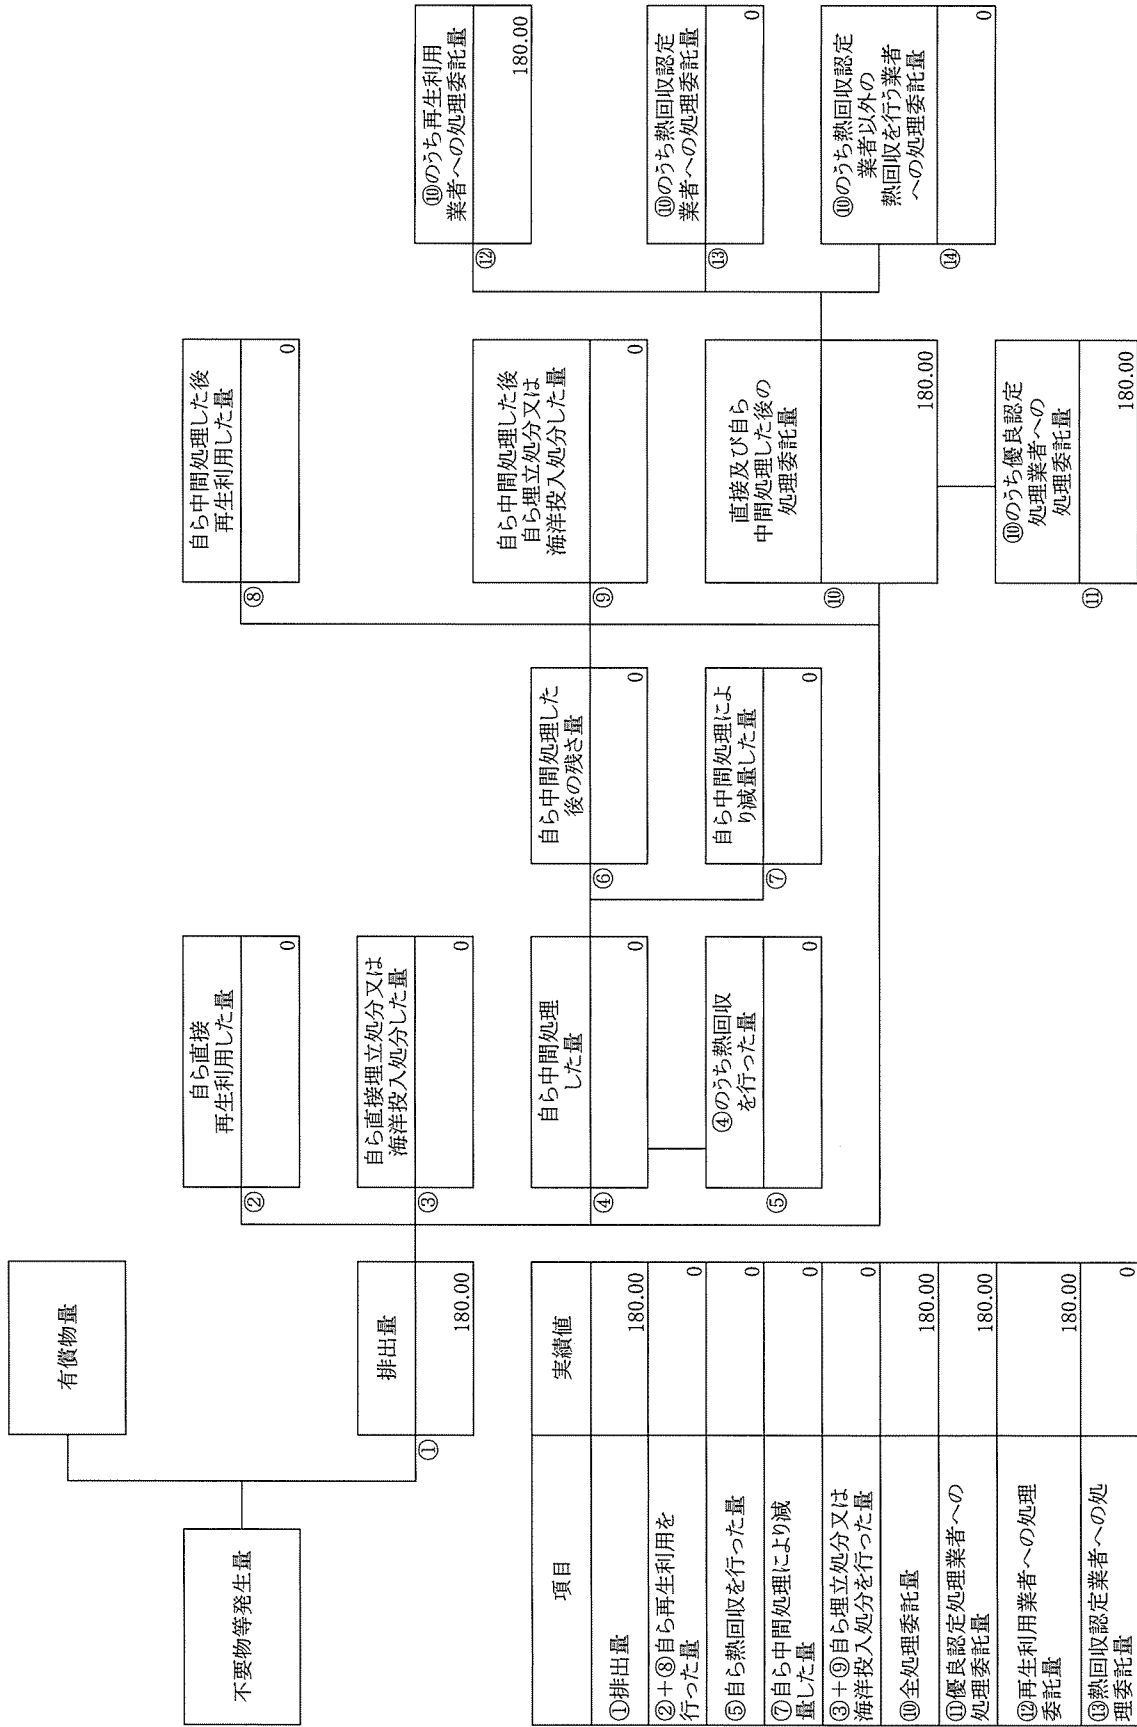 有償物量
不要物等発生量
排出量
①
180.00
自ら直接
再生利用した量
②
0
自ら直接埋立処分又は
海洋投入処分した量
③
0
自ら中間処理
した量
④
0
④のうち熱回収
を行った量
⑤
0
自ら中間処理した
後の残さ量
⑥
0
自ら中間処理によ
り減量した量
⑦
0
自ら中間処理した後
再生利用した量
⑧
0
自ら中間処理した後
自ら埋立処分又は
海洋投入処分した量
⑨
0
直接及び自ら
中間処理した後の
処理委託量
⑩
180.00
⑩のうち優良認定
処理業者への
処理委託量
⑪
180.00
⑩のうち再生利用
業者への処理委託量
⑫
180.00
⑩のうち熱回収認定
業者への処理委託量
⑬
0
⑩のうち熱回収認定
業者以外の
熱回収を行う業者
への処理委託量
⑭
0
項目 実績値
①排出量 180.00
②+⑧自ら再生利用を
行った量 0
⑤自ら熱回収を行った量 0
⑦自ら中間処理により減
量した量 0
③+⑨自ら埋立処分又は
海洋投入処分を行った量 0
⑩全処理委託量 180.00
⑪優良認定処理業者への
処理委託量 180.00
⑫再生利用業者への処理
委託量 180.00
⑬熱回収認定業者への処
理委託量 0